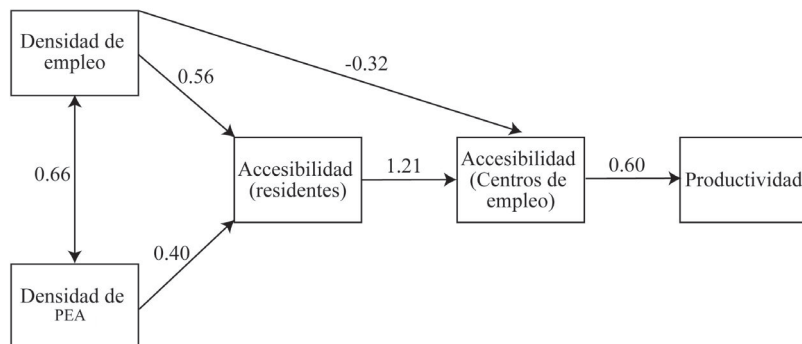 Densidad de
empleo
-0.32
0.56
0.66
Accesibilidad
(residentes)
1.21
Accesibilidad
(Centros de
empleo)
0.60
Productividad
0.40
Densidad de
PEA